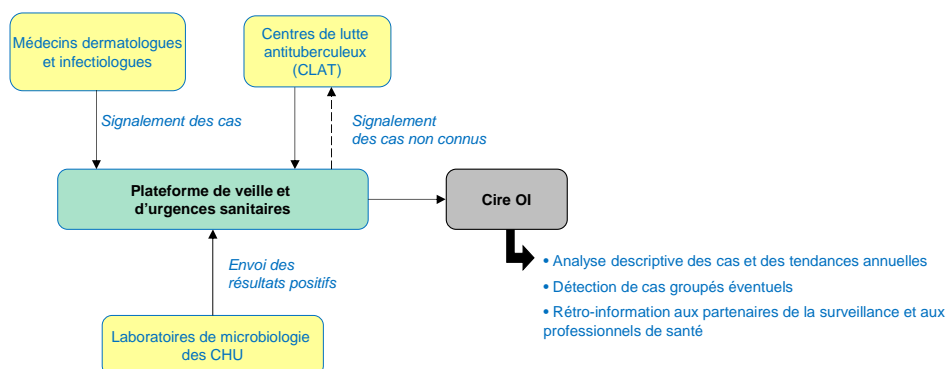 Médecins dermatologues
et infectiologues
Centres de lutte
antituberculeux
(CLAT)
Signalement des cas
Signalement
des cas non connus
Plateforme de veille et
d'urgences sanitaires
Cire OI
Envoi des
résultats positifs
• Analyse descriptive des cas et des tendances annuelles
• Détection de cas groupés éventuels
• Rétro-information aux partenaires de la surveillance et aux
professionnels de santé
Laboratoires de microbiologie
des CHU